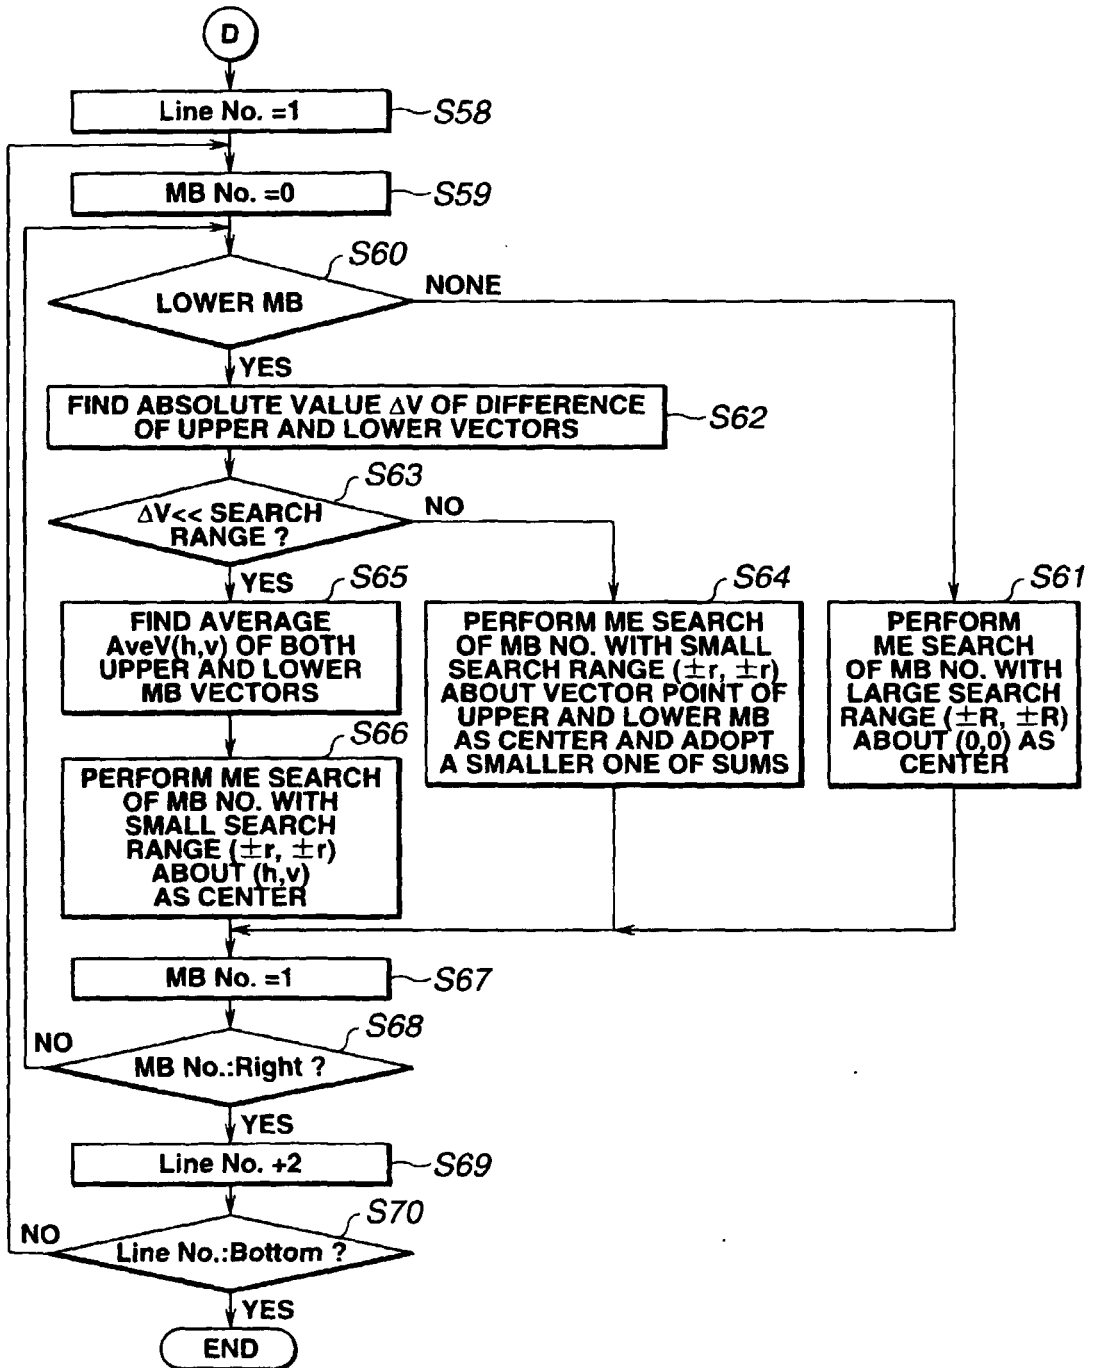 D
Line No. =1
S58
MB No. =0
S59
S60
LOWER MB
NONE
YES
FIND ABSOLUTE VALUE ΔV OF DIFFERENCE
OF UPPER AND LOWER VECTORS
S62
S63
ΔV<< SEARCH
RANGE ?
NO
YES
S65
FIND AVERAGE
AveV(h,v) OF BOTH
UPPER AND LOWER
MB VECTORS
S64
PERFORM ME SEARCH
OF MB NO. WITH SMALL
SEARCH RANGE (±r, ±r)
ABOUT VECTOR POINT OF
UPPER AND LOWER MB
AS CENTER AND ADOPT
A SMALLER ONE OF SUMS
S61
PERFORM
ME SEARCH
OF MB NO. WITH
LARGE SEARCH
RANGE (±R, ±R)
ABOUT (0,0) AS
CENTER
S66
PERFORM ME SEARCH
OF MB NO. WITH
SMALL SEARCH
RANGE (±r, ±r)
ABOUT (h,v)
AS CENTER
MB No. =1
S67
S68
NO
MB No.:Right ?
YES
Line No. +2
S69
S70
NO
Line No.:Bottom ?
YES
END